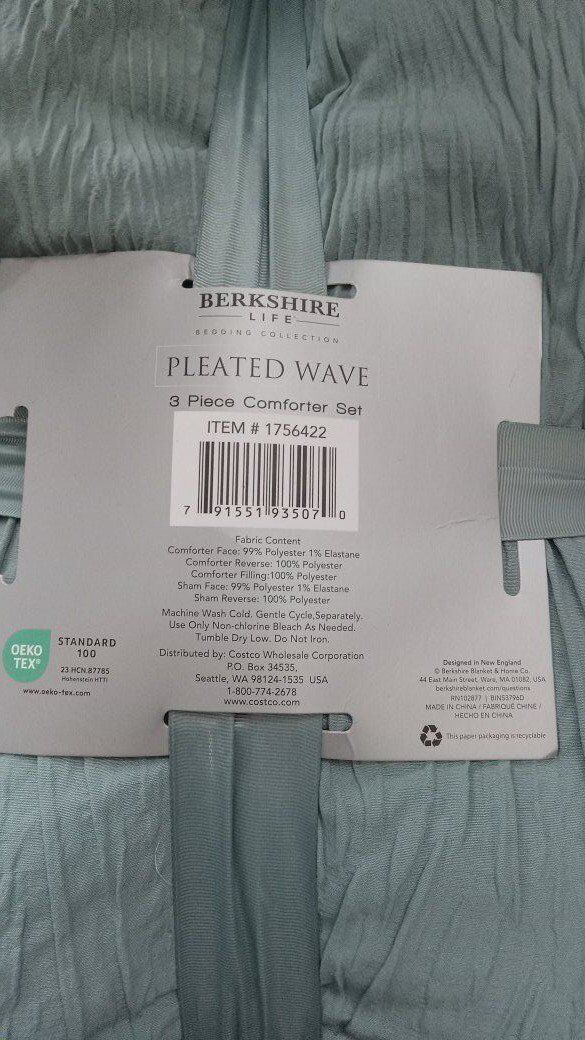 BERKSHIRE
LIFE
BEDDING COLLECTION
PLEATED WAVE
3 Piece Comforter Set
ITEM # 1756422
7 91551 93507 0
Fabric Content
Comforter Face: 99% Polyester 1% Elastane
Comforter Reverse: 100% Polyester
Comforter Filling:100% Polyester
Sham Face: 99% Polyester 1% Elastane
Sham Reverse: 100% Polyester
Machine Wash Cold. Gentle Cycle,Separately.
Use Only Non-chlorine Bleach As Needed.
Tumble Dry Low. Do Not Iron.
Distributed by: Costco Wholesale Corporation
P.O. Box 34535,
Seattle, WA 98124-1535 USA
1-800-774-2678
www.costco.com
OEKO
TEX®
STANDARD
100
23.HCN.87785
Hohenstein HTTI
www.oeko-tex.com
Designed in New England
© Berkshire Blanket & Home Co.
44 East Main Street, Ware, MA 01082, USA
berkshireblanket.com/questions
RN102877 | BINS3796D
MADE IN CHINA / FABRIQUÉ CHINE /
HECHO EN CHINA
This paper packaging is recyclable